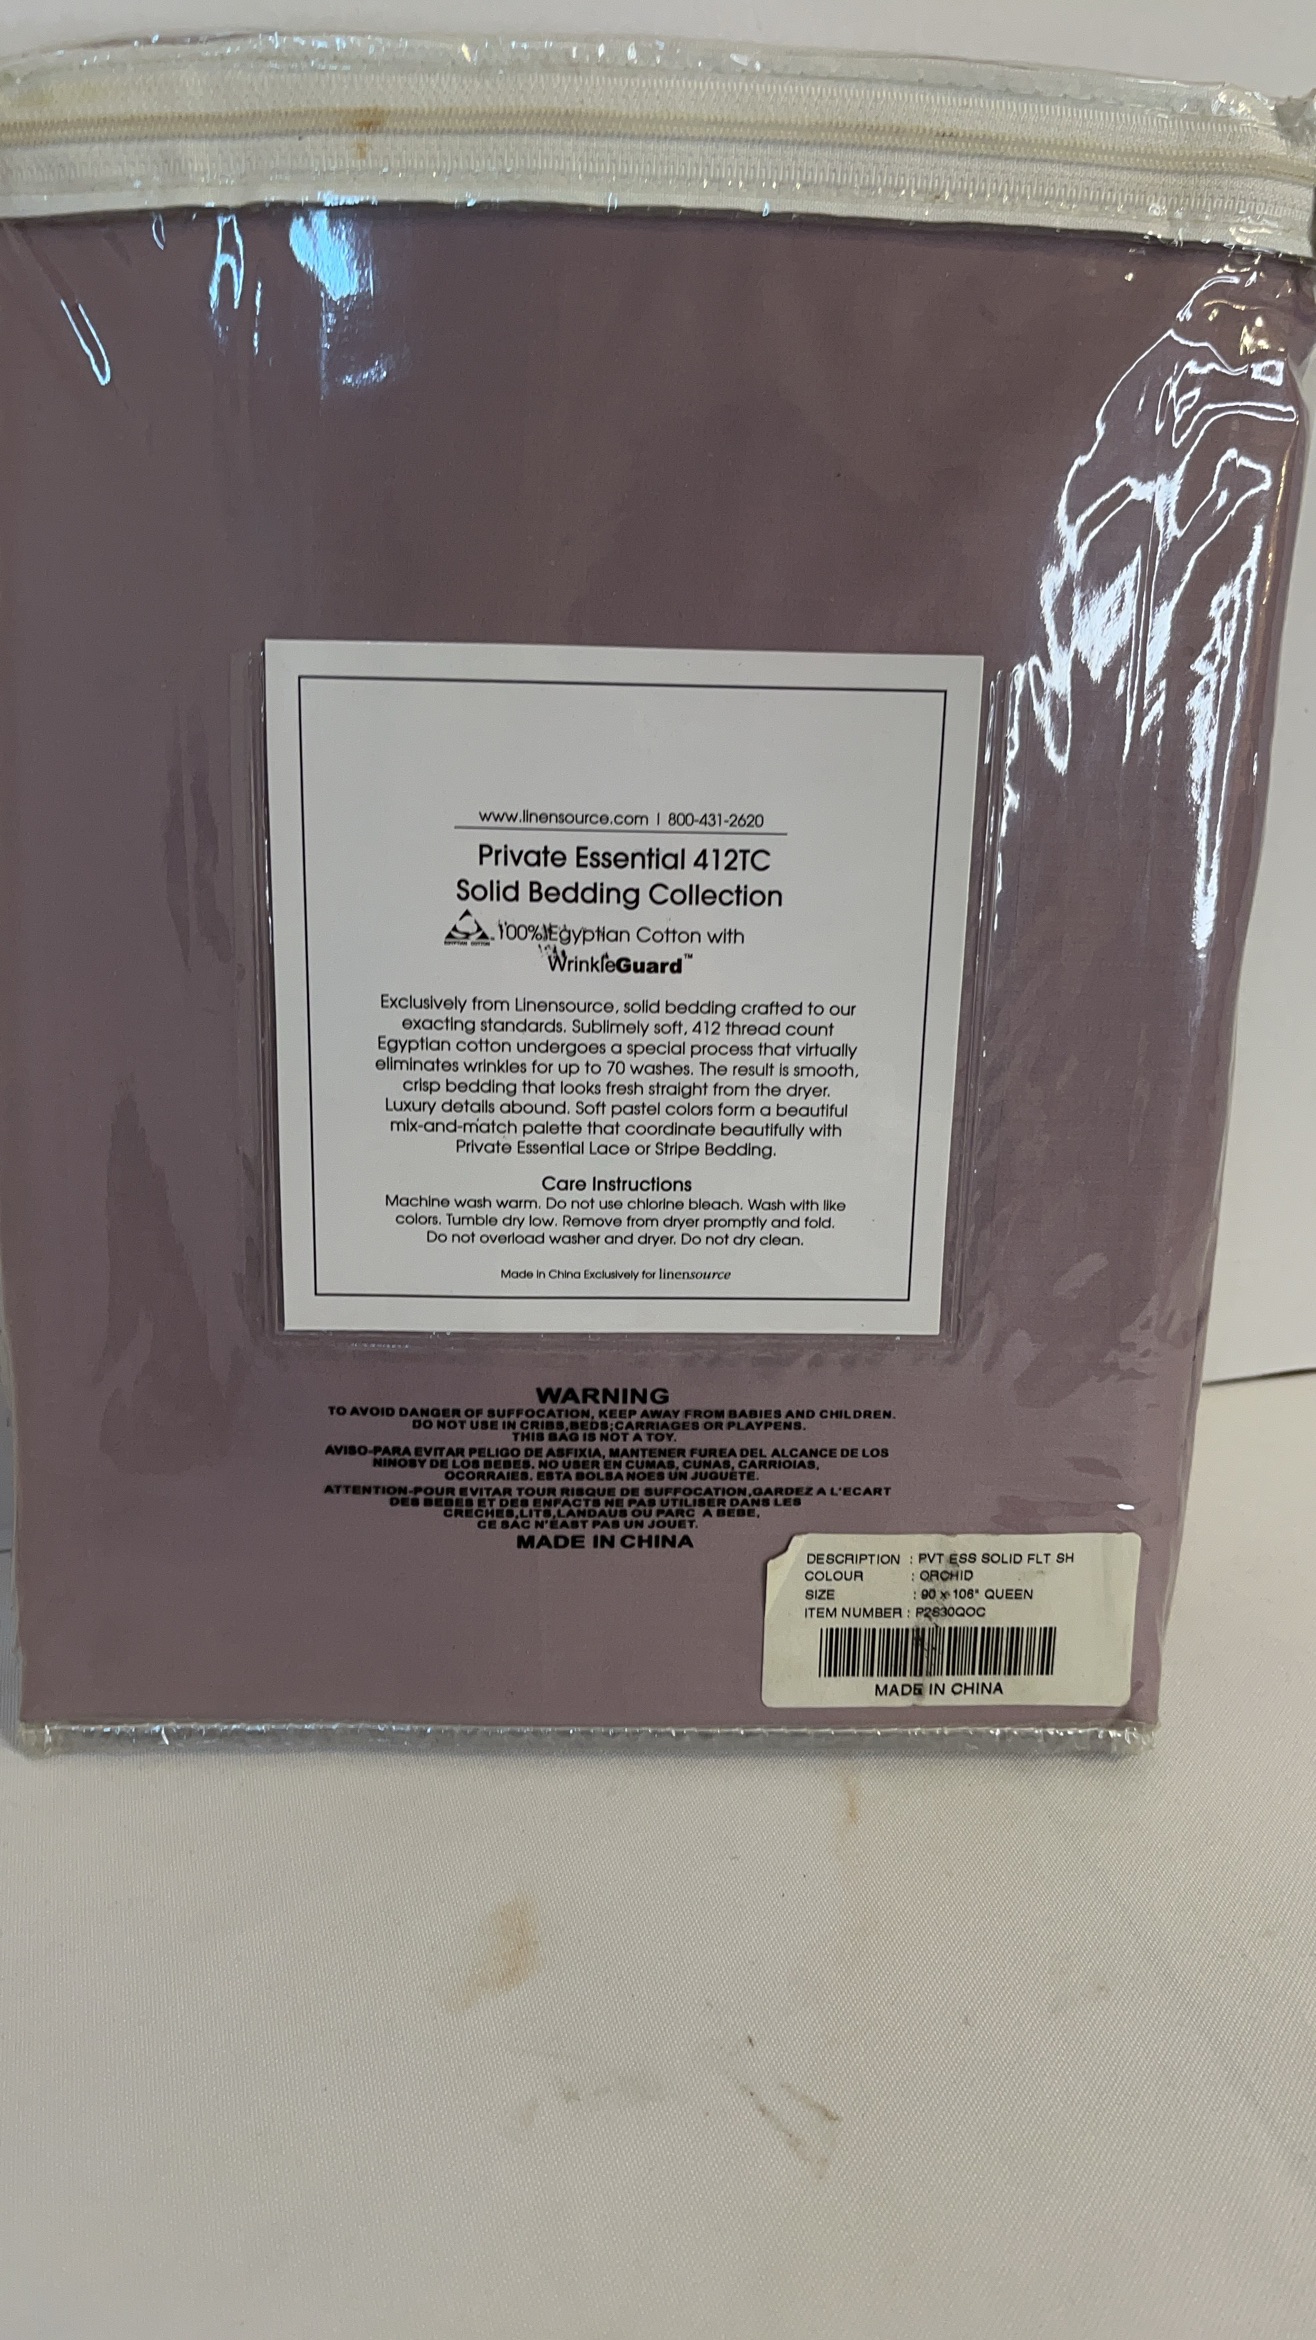 www.linensource.com | 800-431-2620
Private Essential 412TC
Solid Bedding Collection
100% Egyptian Cotton with
EGYPTIAN COTTON
WrinkleGuard™
Exclusively from Linensource, solid bedding crafted to our
exacting standards. Sublimely soft, 412 thread count
Egyptian cotton undergoes a special process that virtually
eliminates wrinkles for up to 70 washes. The result is smooth,
crisp bedding that looks fresh straight from the dryer.
Luxury details abound. Soft pastel colors form a beautiful
mix-and-match palette that coordinate beautifully with
Private Essential Lace or Stripe Bedding.
Care Instructions
Machine wash warm. Do not use chlorine bleach. Wash with like
colors. Tumble dry low. Remove from dryer promptly and fold.
Do not overload washer and dryer. Do not dry clean.
Made in China Exclusively for linensource
WARNING
TO AVOID DANGER OF SUFFOCATION, KEEP AWAY FROM BABIES AND CHILDREN.
DO NOT USE IN CRIBS,BEDS;CARRIAGES OR PLAYPENS.
THIS BAG IS NOT A TOY.
AVISO-PARA EVITAR PELIGO DE ASFIXIA, MANTENER FUREA DEL ALCANCE DE LOS
NINOSY DE LOS BEBES. NO USER EN CUMAS, CUNAS, CARRIOIAS,
OCORRAIES. ESTA BOLSA NOES UN JUGUETE.
ATTENTION-POUR EVITAR TOUR RISQUE DE SUFFOCATION,GARDEZ A L'ECART
DES BEBES ET DES ENFACTS NE PAS UTILISER DANS LES
CRECHES,LITS,LANDAUS OU PARC A BEBE,
CE SAC N'EAST PAS UN JOUET.
MADE IN CHINA
DESCRIPTION : PVT ESS SOLID FLT SH
COLOUR : ORCHID
SIZE : 90 x 106" QUEEN
ITEM NUMBER : P2630QOC
MADE IN CHINA